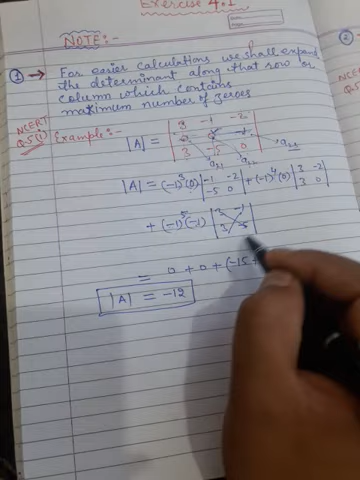 Exercise 4.1
NOTE:-
① → For easier calculations we shall expand
the determinant along that row or
column which contains
maximum number of zeroes
NCERT
Q5(i) Example:-
|A| = | 3 -1 -2 |
| 0 0 -1 |
| 3 -5 0 |
a₂₁ a₂₂ a₂₃
|A| = (-1)³(0) | -1 -2 | + (-1)⁴(0) | 3 -2 |
| -5 0 | | 3 0 |
+ (-1)⁵(-1) | 3 -1 |
| 3 -5 |
= 0 + 0 + (-15+
|A| = -12